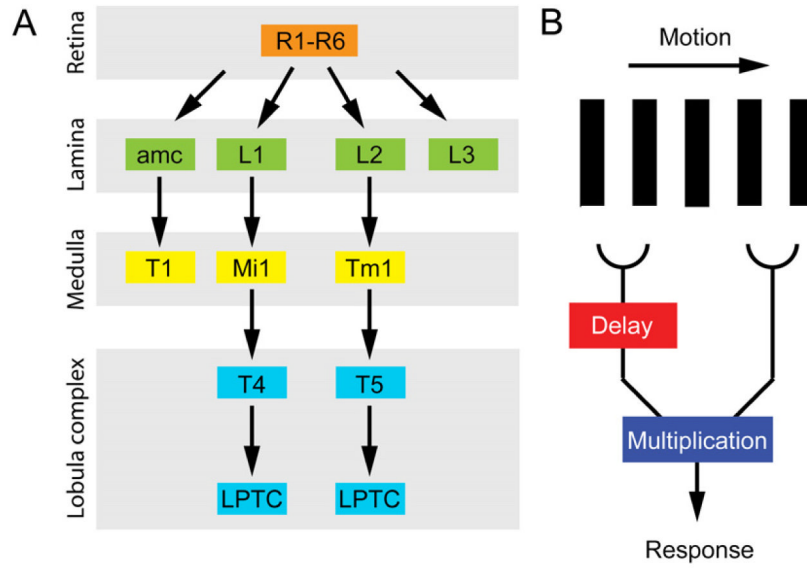 A
Retina
R1-R6
Lamina
amc L1 L2 L3
Medulla
T1 Mi1 Tm1
Lobula complex
T4 T5
LPTC LPTC
B
Motion
Delay
Multiplication
Response